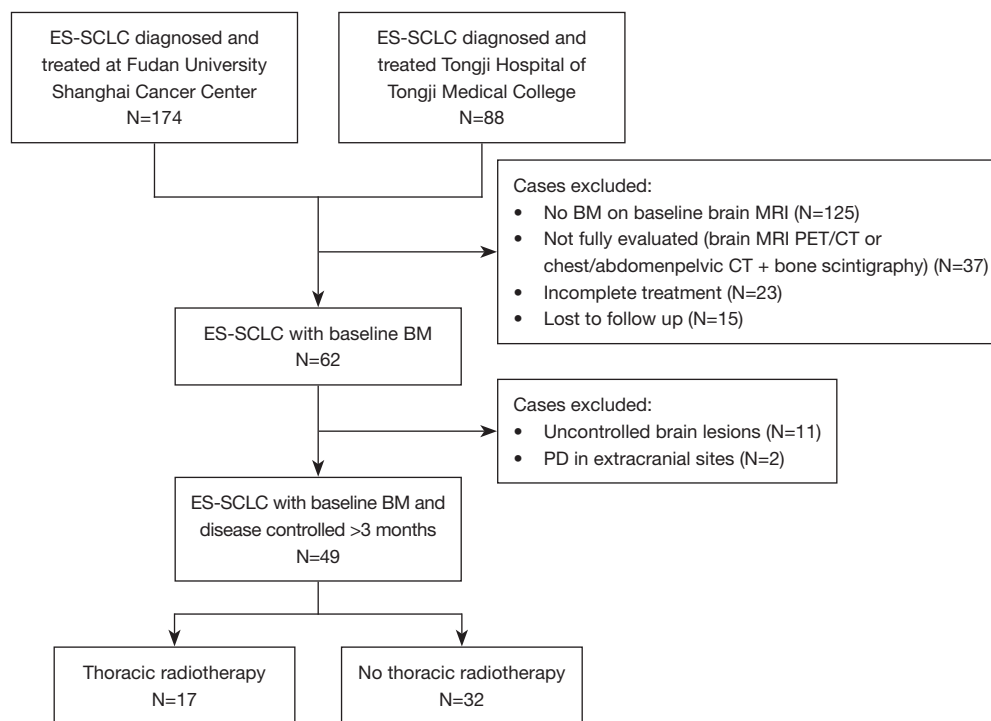 ES-SCLC diagnosed and
treated at Fudan University
Shanghai Cancer Center
N=174
ES-SCLC diagnosed and
treated Tongji Hospital of
Tongji Medical College
N=88
Cases excluded:
• No BM on baseline brain MRI (N=125)
• Not fully evaluated (brain MRI PET/CT or
chest/abdomenpelvic CT + bone scintigraphy) (N=37)
• Incomplete treatment (N=23)
• Lost to follow up (N=15)
ES-SCLC with baseline BM
N=62
Cases excluded:
• Uncontrolled brain lesions (N=11)
• PD in extracranial sites (N=2)
ES-SCLC with baseline BM and
disease controlled >3 months
N=49
Thoracic radiotherapy
N=17
No thoracic radiotherapy
N=32